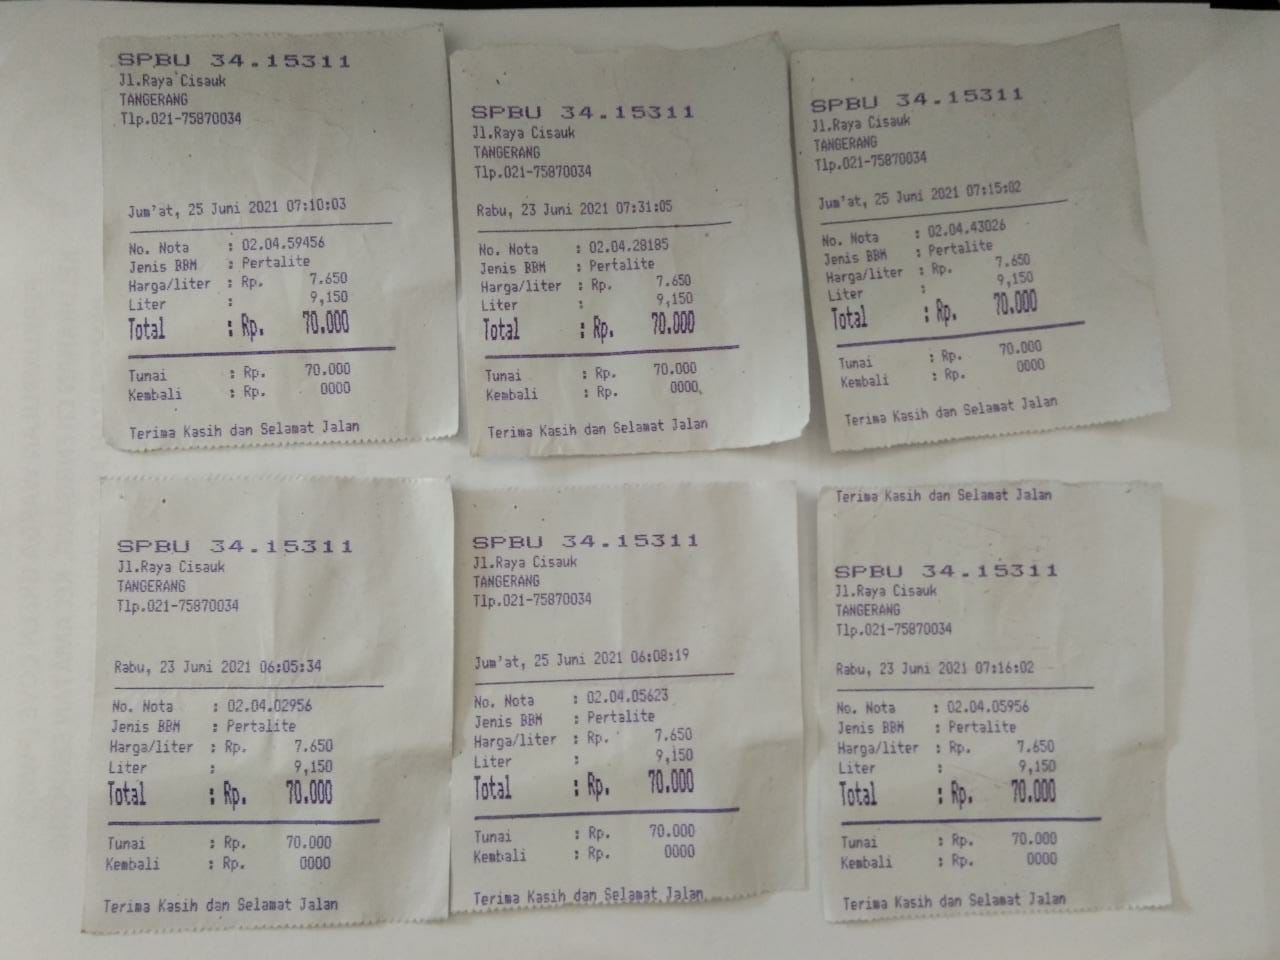 SPBU 34.15311
Jl.Raya Cisauk
TANGERANG
Tlp.021-75870034
Jum'at, 25 Juni 2021 07:10:03
No. Nota : 02.04.59456
Jenis BBM : Pertalite
Harga/liter : Rp. 7.650
Liter : 9,150
Total : Rp. 70.000
Tunai : Rp. 70.000
Kembali : Rp. 0000
Terima Kasih dan Selamat Jalan
SPBU 34.15311
Jl.Raya Cisauk
TANGERANG
Tlp.021-75870034
Rabu, 23 Juni 2021 07:31:05
No. Nota : 02.04.28185
Jenis BBM : Pertalite
Harga/liter : Rp. 7.650
Liter : 9,150
Total : Rp. 70.000
Tunai : Rp. 70.000
Kembali : Rp. 0000
Terima Kasih dan Selamat Jalan
SPBU 34.15311
Jl.Raya Cisauk
TANGERANG
Tlp.021-75870034
Jum'at, 25 Juni 2021 07:15:02
No. Nota : 02.04.43026
Jenis BBM : Pertalite
Harga/liter : Rp. 7.650
Liter : 9,150
Total : Rp. 70.000
Tunai : Rp. 70.000
Kembali : Rp. 0000
Terima Kasih dan Selamat Jalan
SPBU 34.15311
Jl.Raya Cisauk
TANGERANG
Tlp.021-75870034
Rabu, 23 Juni 2021 06:05:34
No. Nota : 02.04.02956
Jenis BBM : Pertalite
Harga/liter : Rp. 7.650
Liter : 9,150
Total : Rp. 70.000
Tunai : Rp. 70.000
Kembali : Rp. 0000
Terima Kasih dan Selamat Jalan
SPBU 34.15311
Jl.Raya Cisauk
TANGERANG
Tlp.021-75870034
Jum'at, 25 Juni 2021 06:08:19
No. Nota : 02.04.05623
Jenis BBM : Pertalite
Harga/liter : Rp. 7.650
Liter : 9,150
Total : Rp. 70.000
Tunai : Rp. 70.000
Kembali : Rp. 0000
Terima Kasih dan Selamat Jalan
Terima Kasih dan Selamat Jalan
SPBU 34.15311
Jl.Raya Cisauk
TANGERANG
Tlp.021-75870034
Rabu, 23 Juni 2021 07:16:02
No. Nota : 02.04.05956
Jenis BBM : Pertalite
Harga/liter : Rp. 7.650
Liter : 9,150
Total : Rp. 70.000
Tunai : Rp. 70.000
Kembali : Rp. 0000
Terima Kasih dan Selamat Jalan